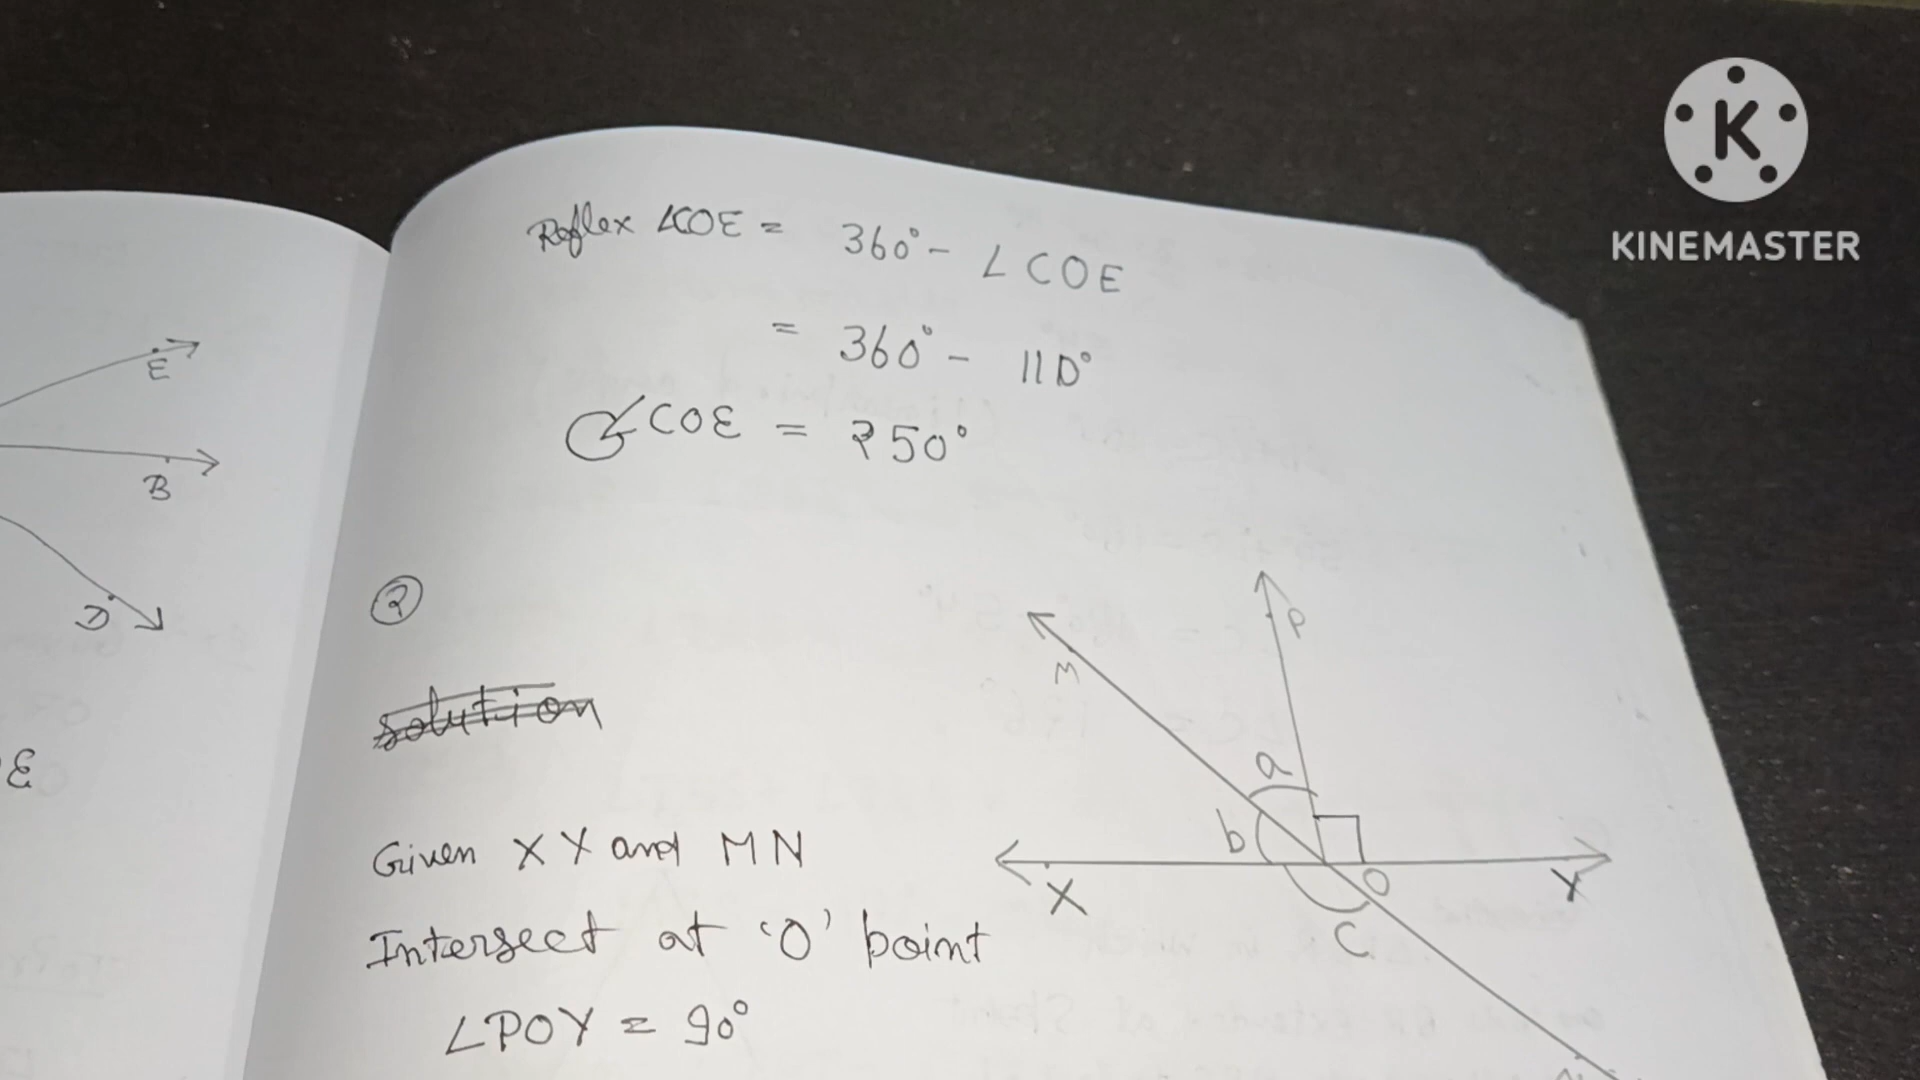 K
KINEMASTER
Reflex ∠COE = 360° - ∠COE
= 360° - 110°
∠COE = 250°
E
B
D
E
②
solution
Given XY and MN
Intersect at 'O' point
∠POY = 90°
M
P
a
b
X
O
Y
C